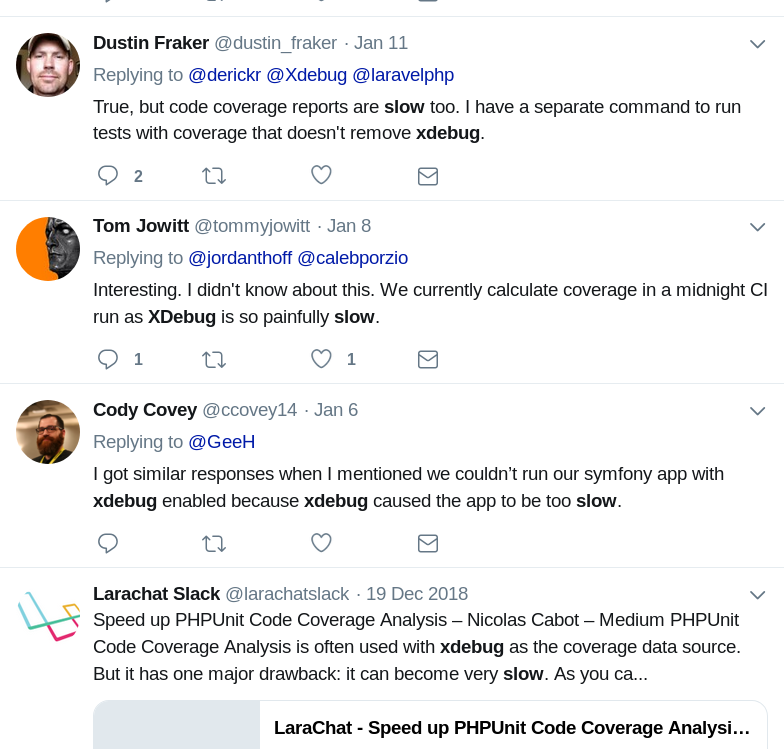 Dustin Fraker @dustin_fraker · Jan 11
Replying to @derickr @Xdebug @laravelphp
True, but code coverage reports are slow too. I have a separate command to run
tests with coverage that doesn't remove xdebug.
2
Tom Jowitt @tommyjowitt · Jan 8
Replying to @jordanthoff @calebporzio
Interesting. I didn't know about this. We currently calculate coverage in a midnight CI
run as XDebug is so painfully slow.
1 1
Cody Covey @ccovey14 · Jan 6
Replying to @GeeH
I got similar responses when I mentioned we couldn’t run our symfony app with
xdebug enabled because xdebug caused the app to be too slow.
Larachat Slack @larachatslack · 19 Dec 2018
Speed up PHPUnit Code Coverage Analysis – Nicolas Cabot – Medium PHPUnit
Code Coverage Analysis is often used with xdebug as the coverage data source.
But it has one major drawback: it can become very slow. As you ca...
LaraChat - Speed up PHPUnit Code Coverage Analysi…